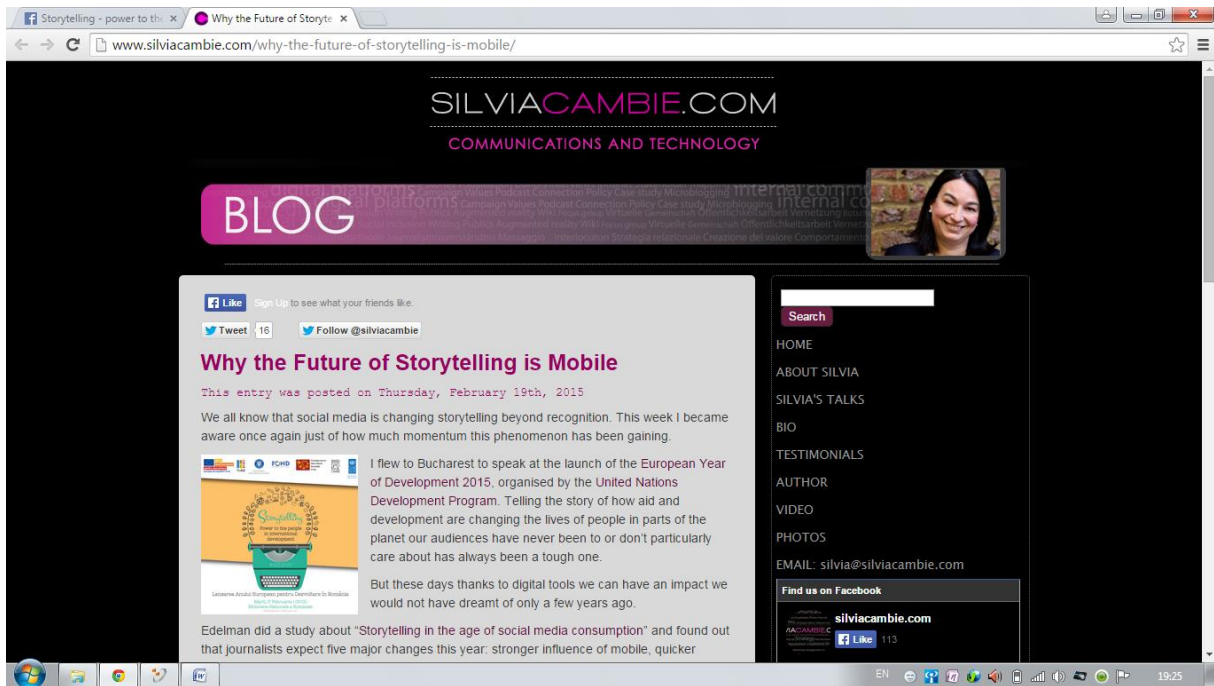 Storytelling - power to the
Why the Future of Storyte
www.silviacambie.com/why-the-future-of-storytelling-is-mobile/
SILVIACAMBIE.COM
COMMUNICATIONS AND TECHNOLOGY
BLOG
Like Sign Up to see what your friends like.
Tweet 16 Follow @silviacambie
Why the Future of Storytelling is Mobile
This entry was posted on Thursday, February 19th, 2015
We all know that social media is changing storytelling beyond recognition. This week I became
aware once again just of how much momentum this phenomenon has been gaining.
FOND
Storytelling
Power to the people
in international
development
I flew to Bucharest to speak at the launch of the European Year
of Development 2015, organised by the United Nations
Development Program. Telling the story of how aid and
development are changing the lives of people in parts of the
planet our audiences have never been to or don't particularly
care about has always been a tough one.
But these days thanks to digital tools we can have an impact we
would not have dreamt of only a few years ago.
Edelman did a study about “Storytelling in the age of social media consumption” and found out
that journalists expect five major changes this year: stronger influence of mobile, quicker
Search
HOME
ABOUT SILVIA
SILVIA'S TALKS
BIO
TESTIMONIALS
AUTHOR
VIDEO
PHOTOS
EMAIL: silvia@silviacambie.com
Find us on Facebook
silviacambie.com
Like 113
EN 19:25